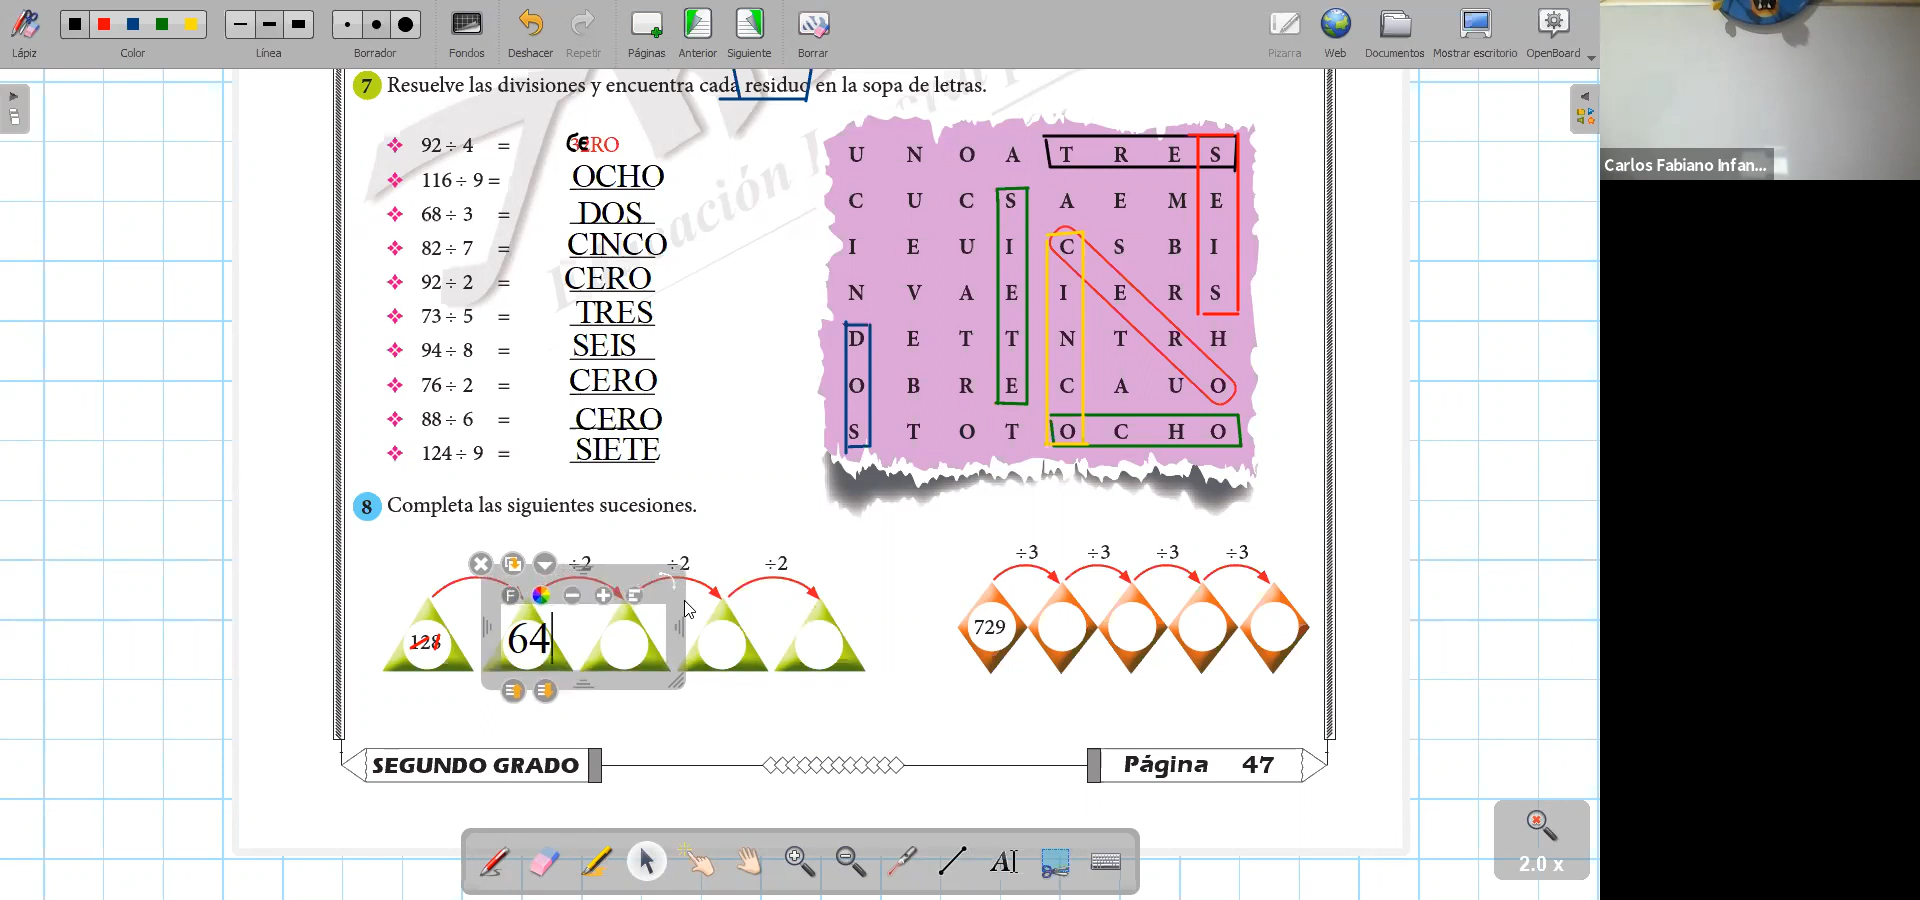 Lápiz
Color
Línea
Borrador
Fondos
Deshacer
Repetir
Páginas
Anterior
Siguiente
Borrar
Pizarra
Web
Documentos
Mostrar escritorio
OpenBoard
Carlos Fabiano Infan...
7 Resuelve las divisiones y encuentra cada residuo en la sopa de letras.
92 ÷ 4 = CERO
116 ÷ 9 = OCHO
68 ÷ 3 = DOS
82 ÷ 7 = CINCO
92 ÷ 2 = CERO
73 ÷ 5 = TRES
94 ÷ 8 = SEIS
76 ÷ 2 = CERO
88 ÷ 6 = CERO
124 ÷ 9 = SIETE
U N O A T R E S
C U C S A E M E
I E U I C S B I
N V A E I E R S
D E T T N T R H
O B R E C A U O
S T O T O C H O
8 Completa las siguientes sucesiones.
÷2 ÷2 ÷2
128 64
÷3 ÷3 ÷3 ÷3
729
SEGUNDO GRADO
Página 47
2.0 x